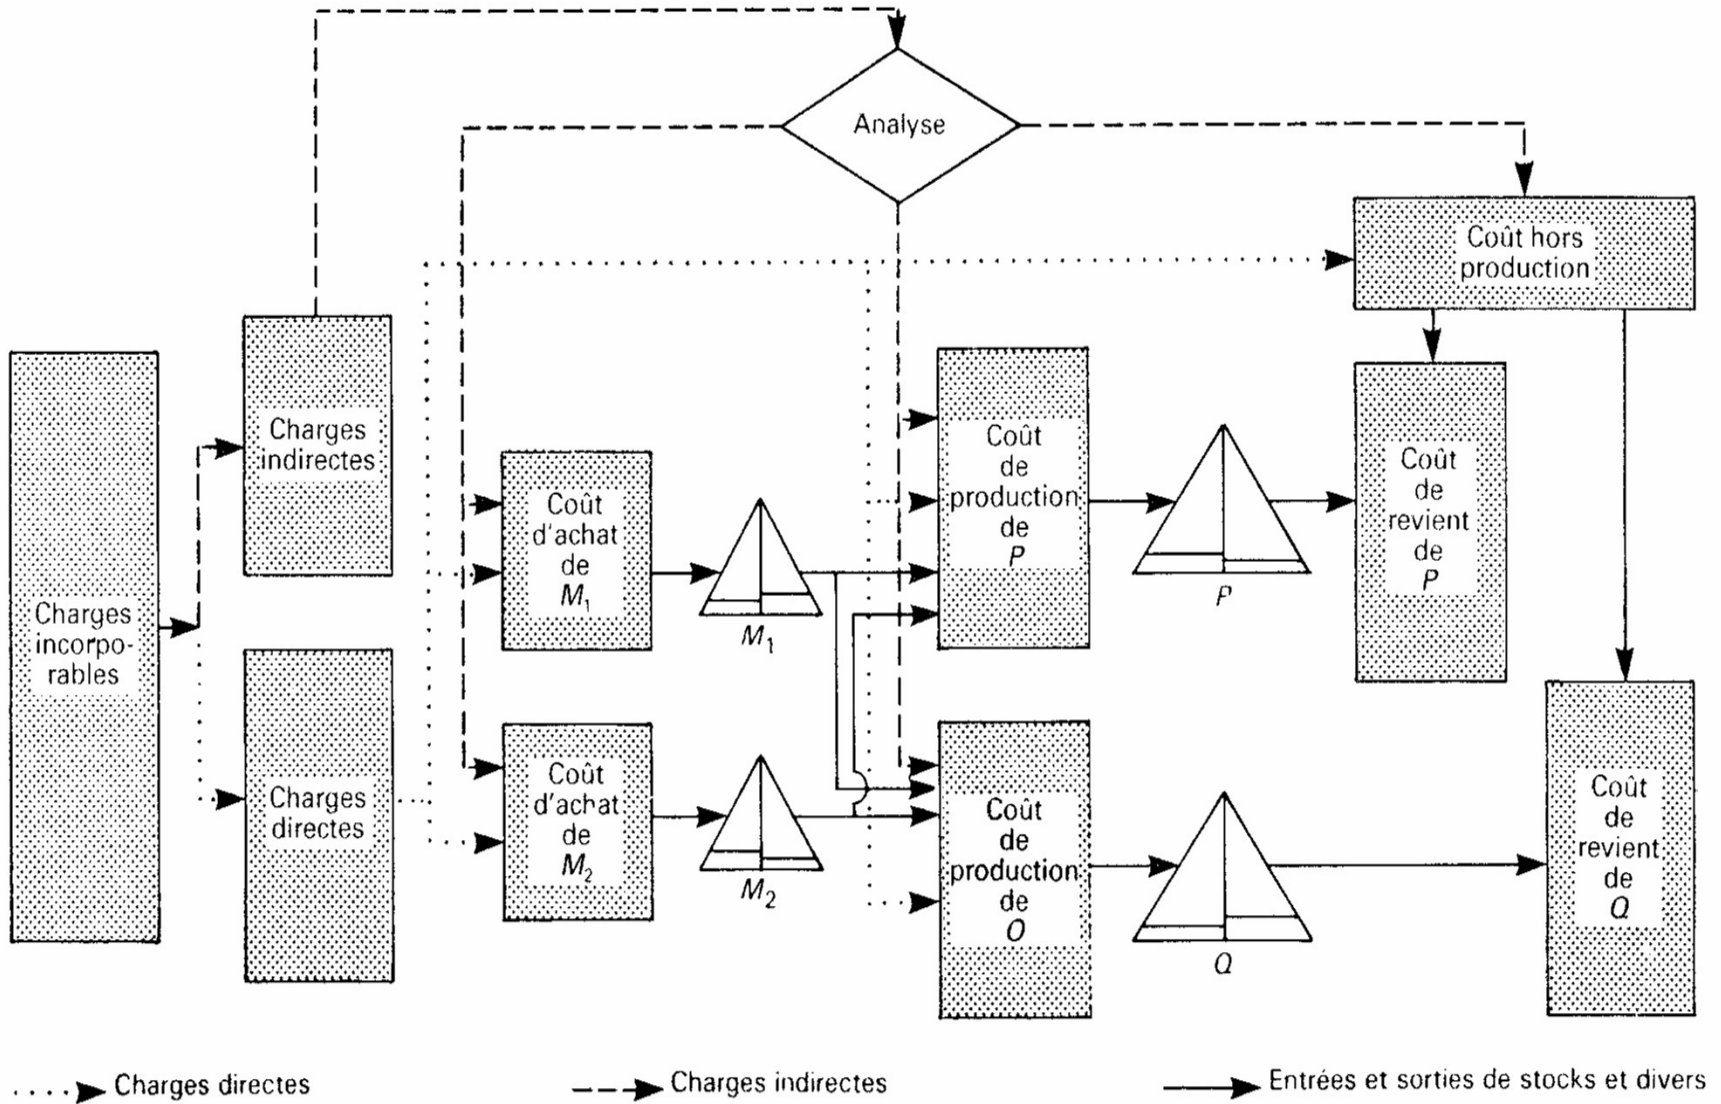 Analyse
Coût hors
production
Charges
indirectes
Charges
incorpo-
rables
Charges
directes
Coût
d'achat
de
M₁
M₁
Coût
d'achat
de
M₂
M₂
Coût
de
production
de
P
P
Coût
de
revient
de
P
Coût
de
production
de
O
Q
Coût
de
revient
de
Q
Charges directes
Charges indirectes
Entrées et sorties de stocks et divers